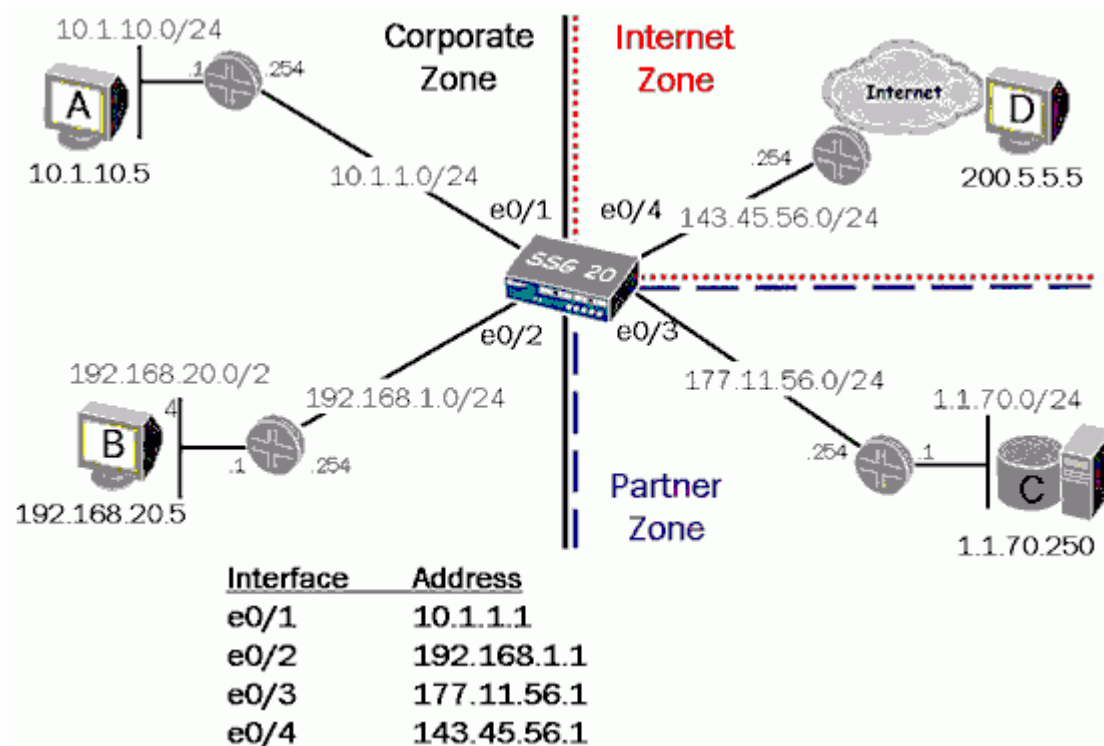 10.1.10.0/24
Corporate
Zone
Internet
Zone
A
.1
.254
10.1.10.5
Internet
D
.254
200.5.5.5
10.1.1.0/24
e0/1
e0/4
143.45.56.0/24
SSG 20
e0/2
e0/3
192.168.20.0/2
4
192.168.1.0/24
177.11.56.0/24
1.1.70.0/24
B
.1
.254
192.168.20.5
.254
.1
C
1.1.70.250
Partner
Zone
Interface Address
e0/1 10.1.1.1
e0/2 192.168.1.1
e0/3 177.11.56.1
e0/4 143.45.56.1